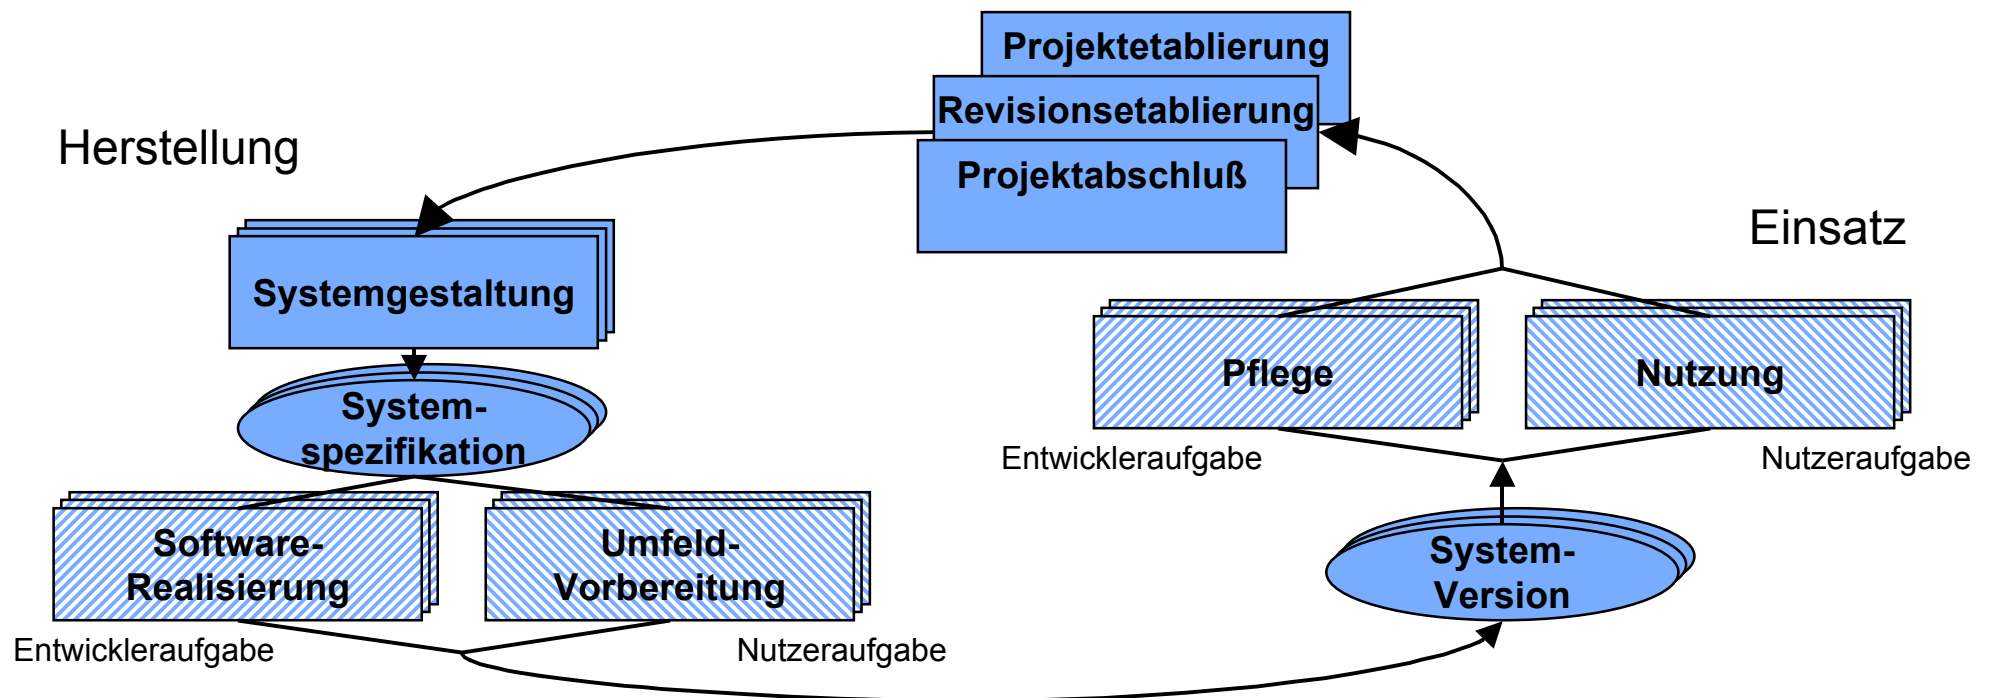 Projektetablierung
Revisionsetablierung
Projektabschluß
Herstellung
Einsatz
Systemgestaltung
System-
spezifikation
Software-
Realisierung
Umfeld-
Vorbereitung
Entwickleraufgabe
Nutzeraufgabe
Pflege
Nutzung
Entwickleraufgabe
Nutzeraufgabe
System-
Version